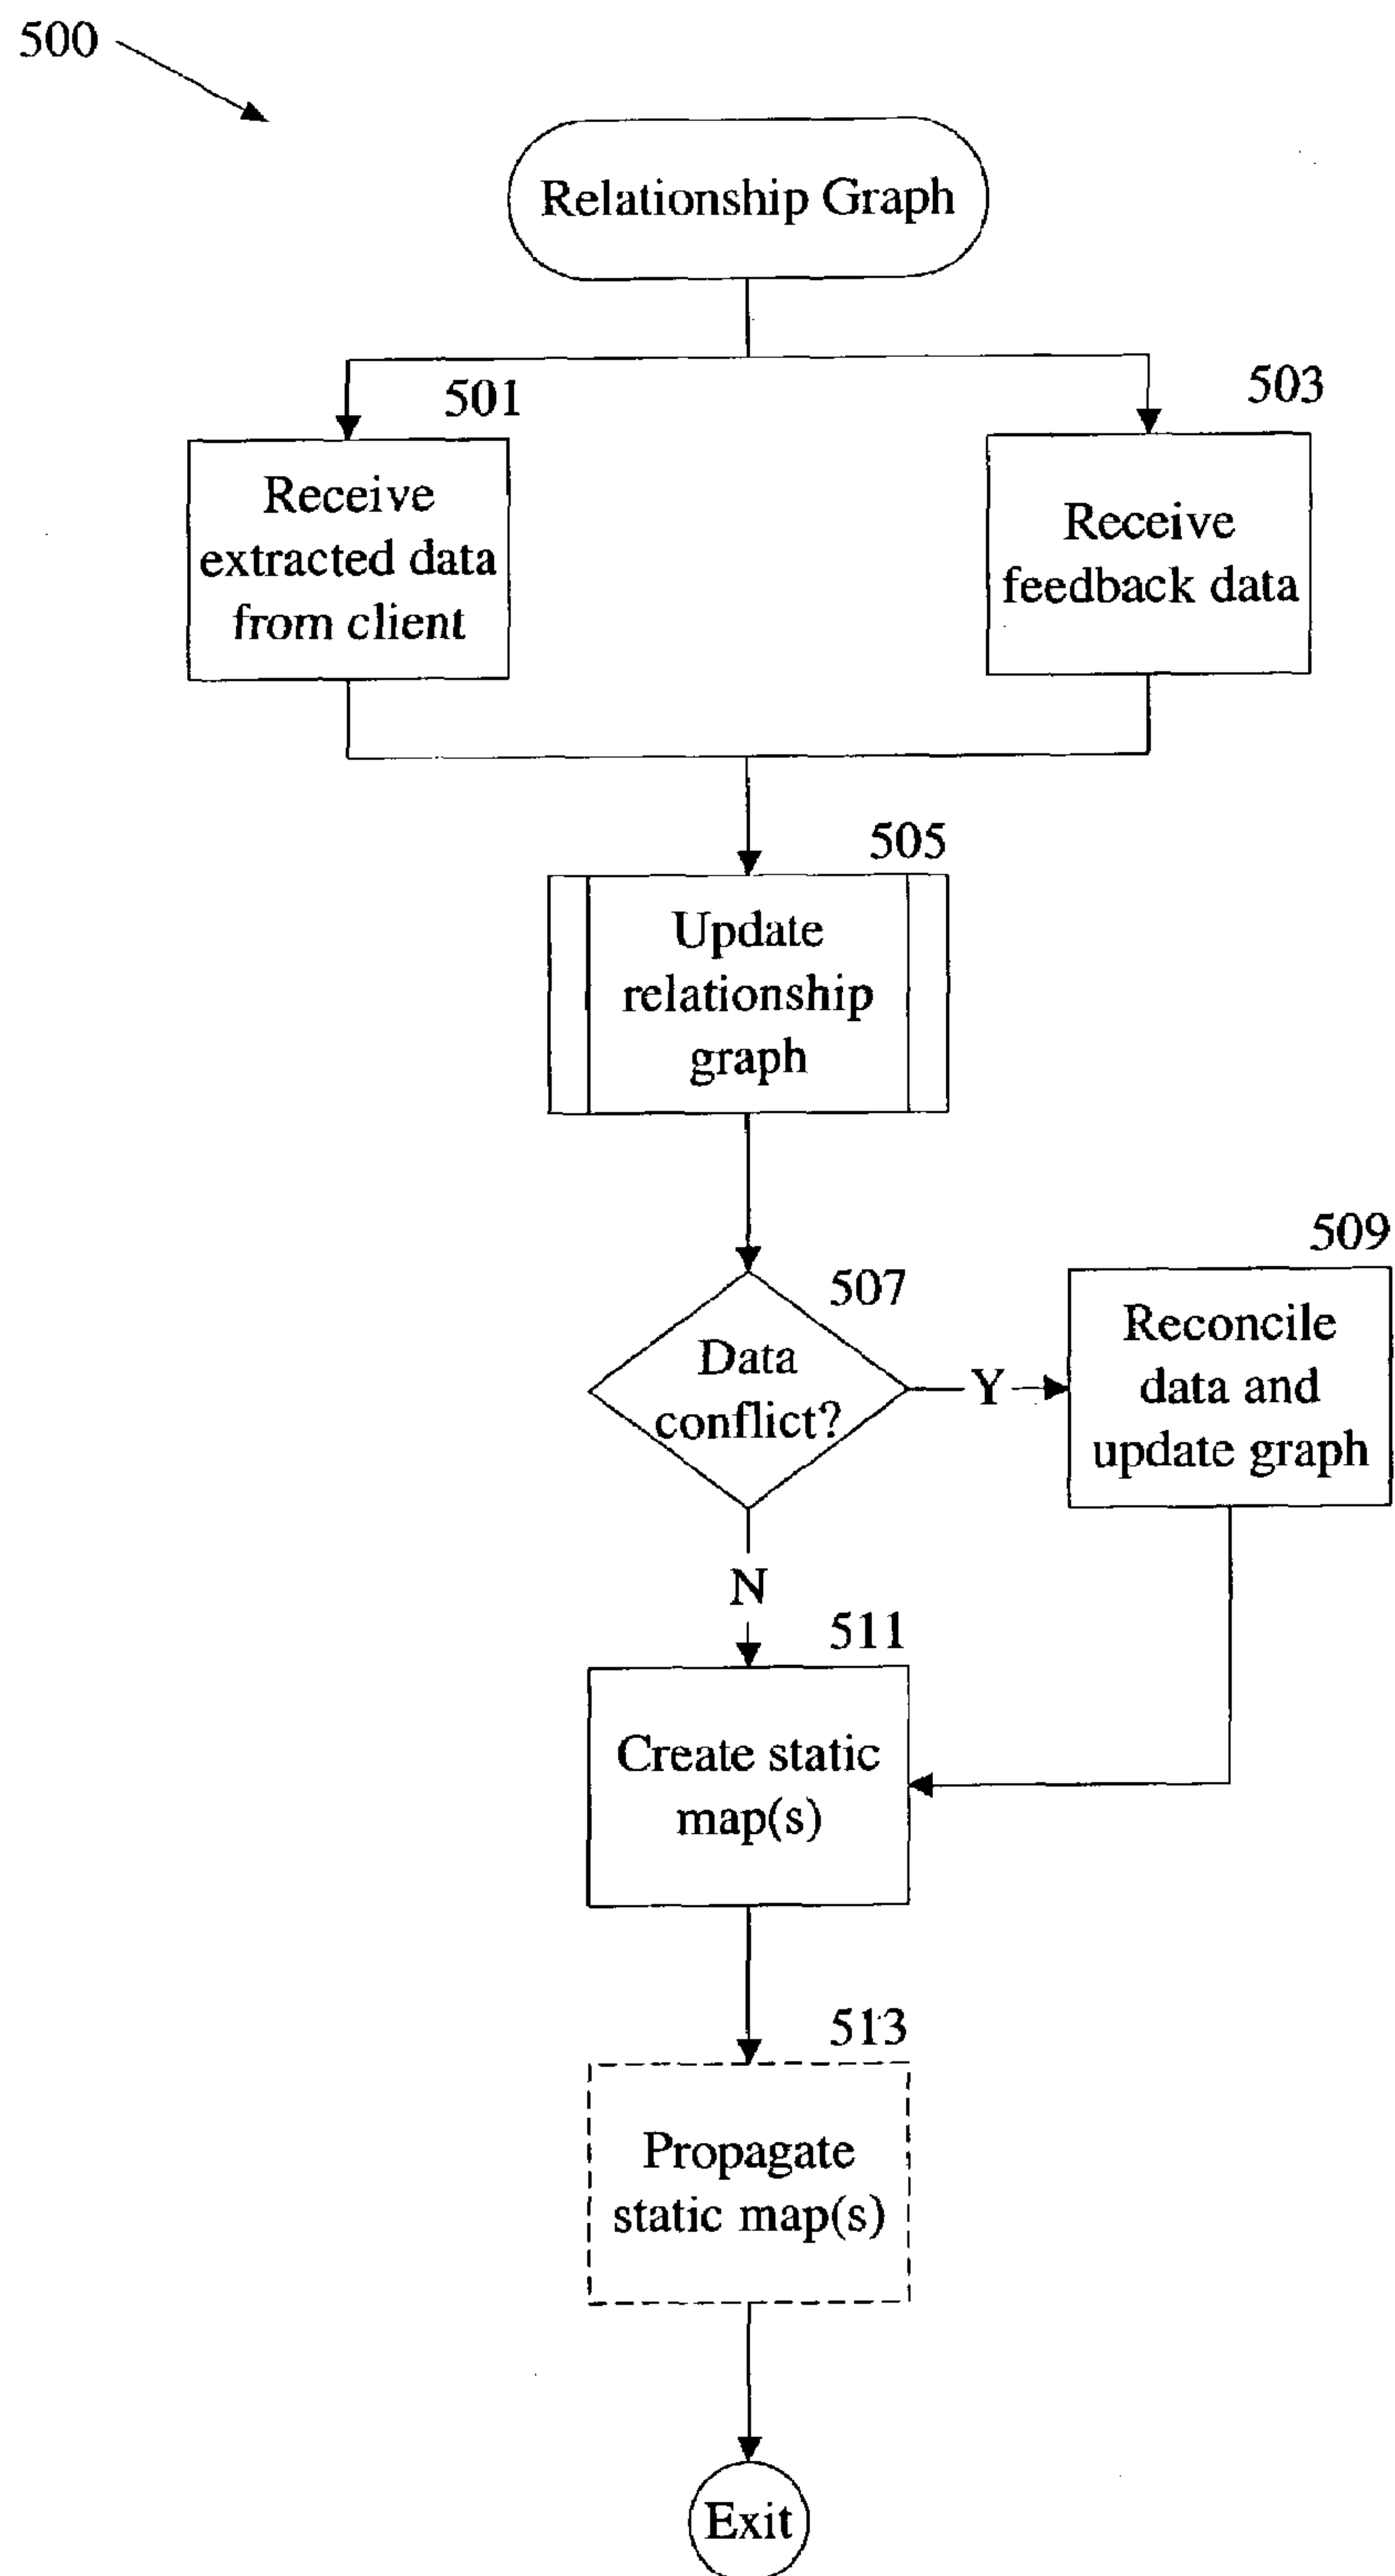 500
Relationship Graph
501
Receive
extracted data
from client
503
Receive
feedback data
505
Update
relationship
graph
507
Data
conflict?
Y
509
Reconcile
data and
update graph
N
511
Create static
map(s)
513
Propagate
static map(s)
Exit